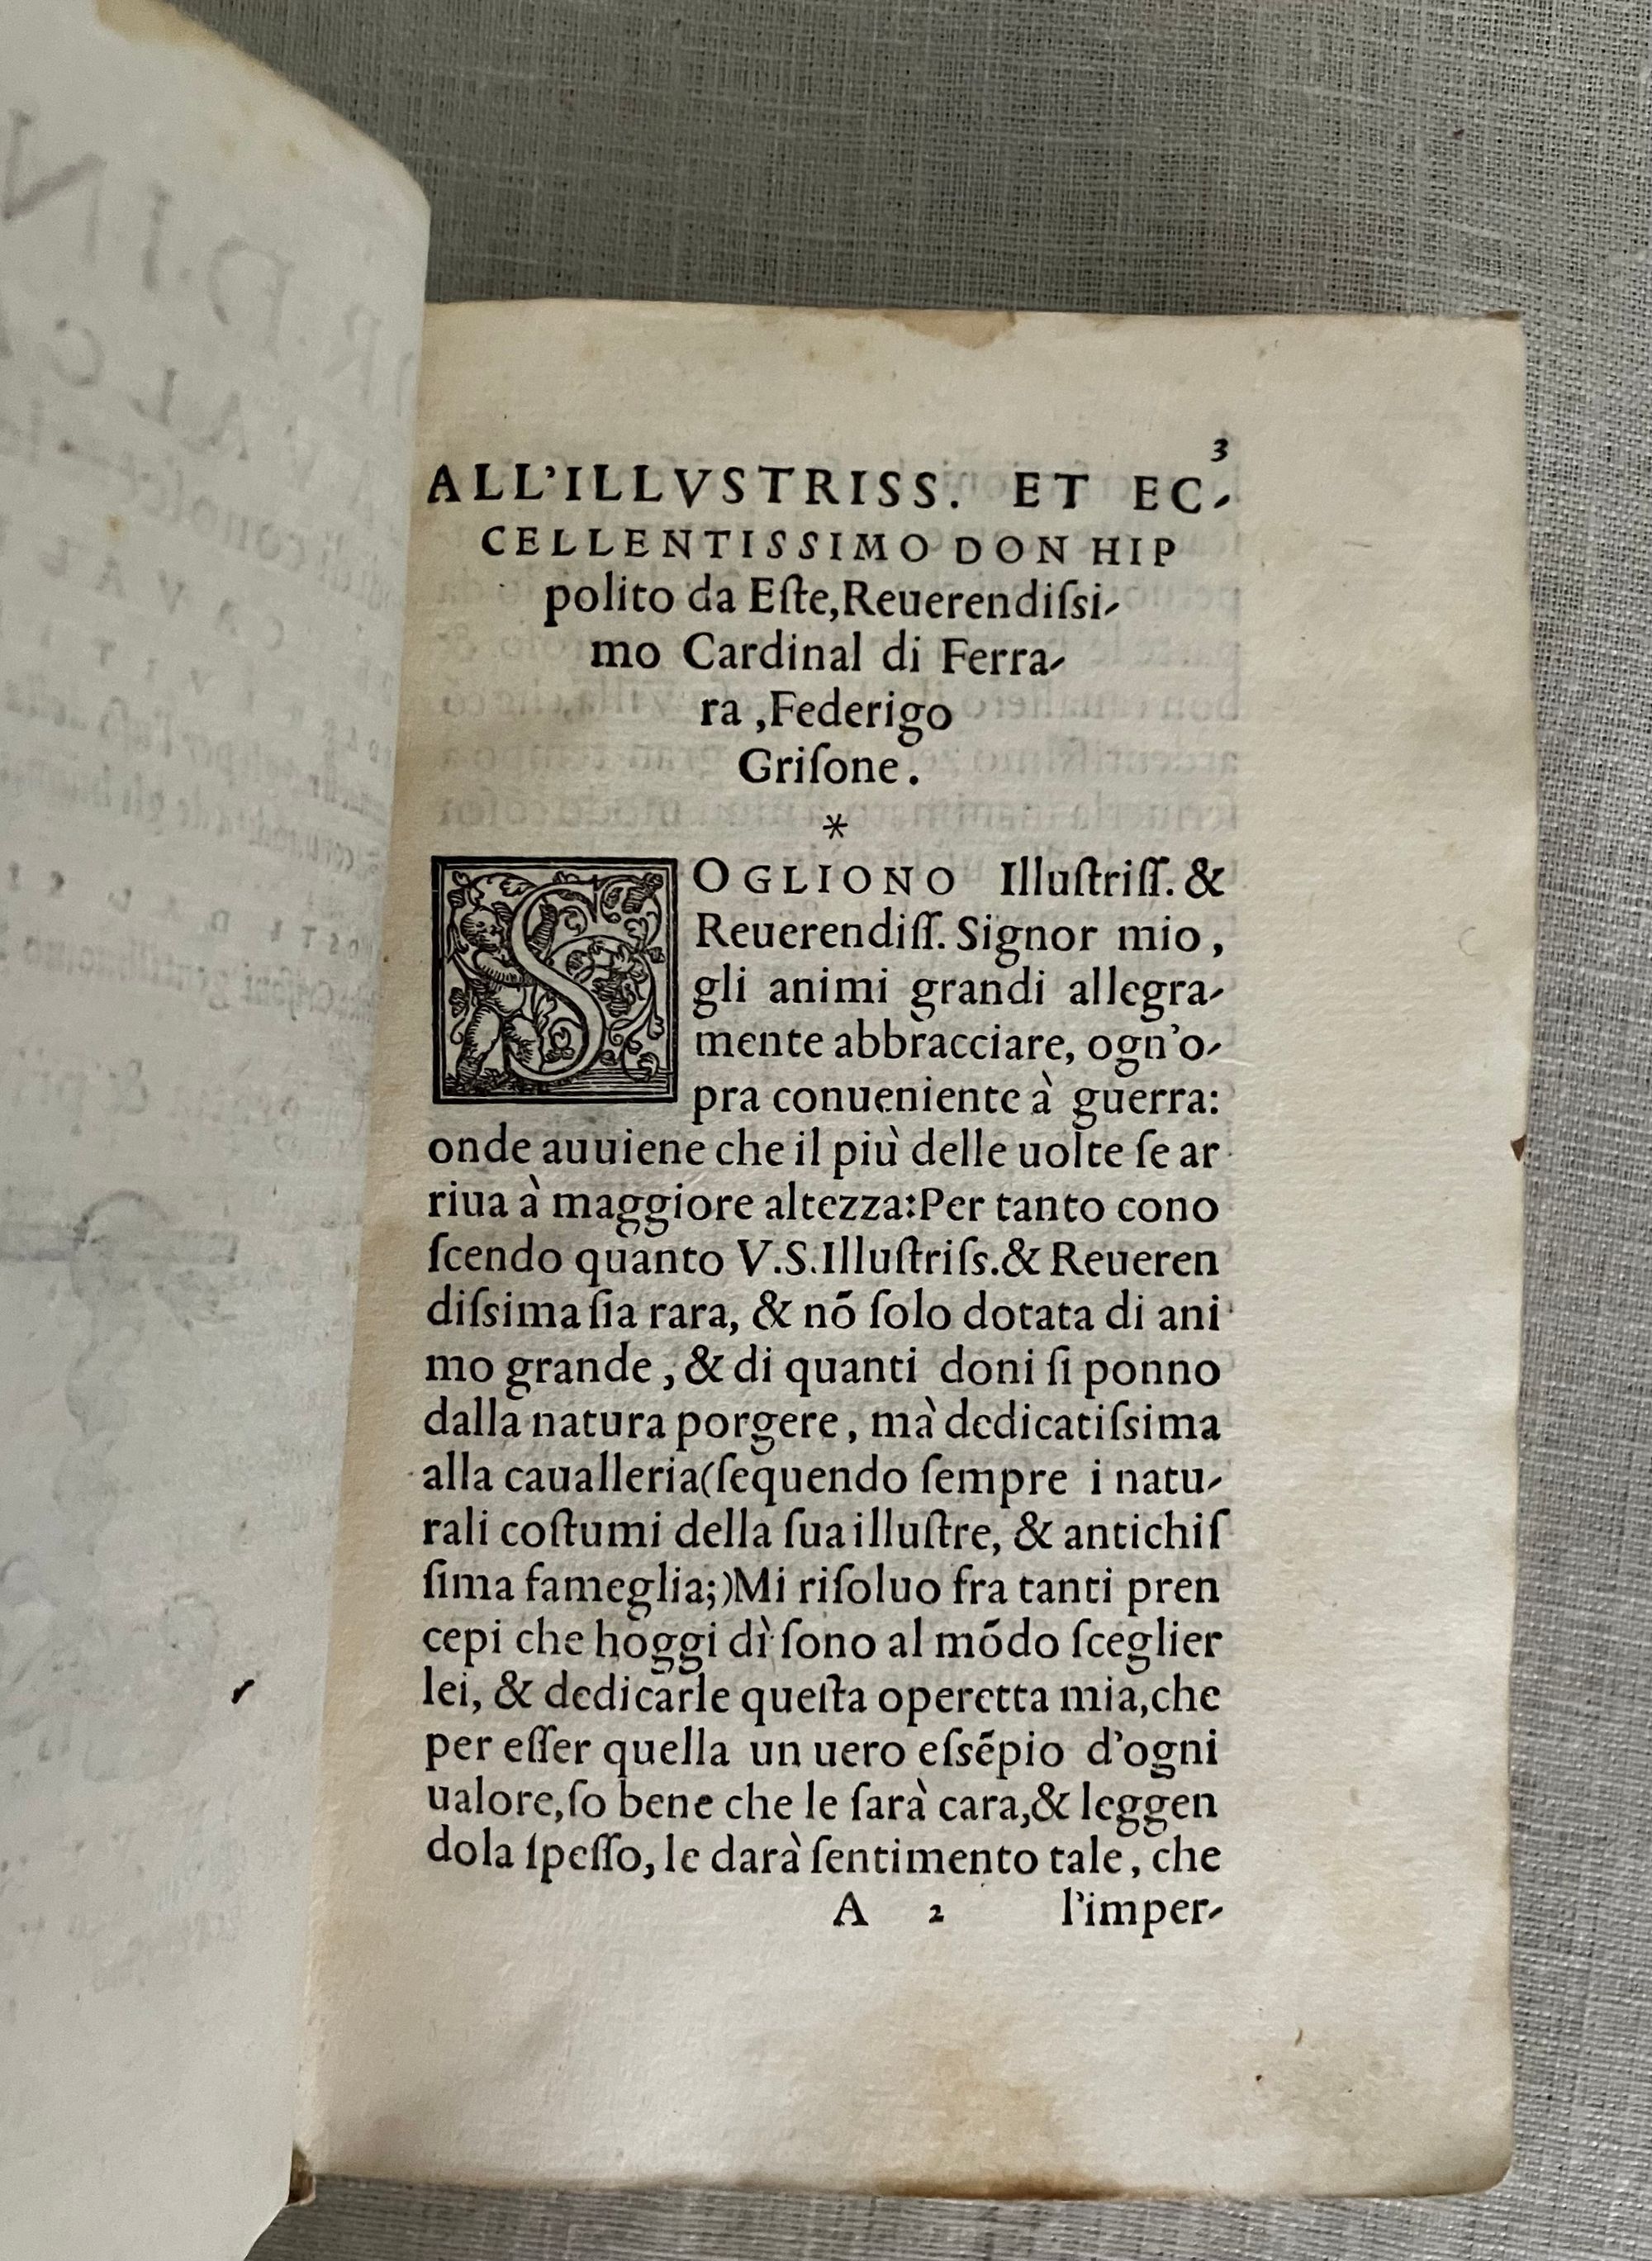 3
ALL'ILLVSTRISS. ET EC-
CELLENTISSIMO DON HIP
polito da Eſte,Reuerendiſsi-
mo Cardinal di Ferra-
ra ,Federigo
Griſone.
*
SOGLIONO Illuſtriſſ. &
Reuerendiſſ. Signor mio,
gli animi grandi allegra-
mente abbracciare, ogn'o-
pra conueniente à guerra:
onde auuiene che il più delle uolte ſe ar
riua à maggiore altezza:Per tanto cono
ſcendo quanto V.S.Illuſtriſs.& Reueren
diſsima ſia rara, & nō ſolo dotata di ani
mo grande, & di quanti doni ſi ponno
dalla natura porgere, mà dedicatiſsima
alla caualleria(ſequendo ſempre i natu-
rali coſtumi della ſua illuſtre, & antichiſ
ſima fameglia;)Mi riſoluo fra tanti pren
cepi che hoggi dì ſono al mōdo ſceglier
lei, & dedicarle queſta operetta mia,che
per eſſer quella un uero eſsēpio d'ogni
ualore,ſo bene che le ſarà cara,& leggen
dola ſpeſſo, le darà ſentimento tale, che
A 2 l'imper-